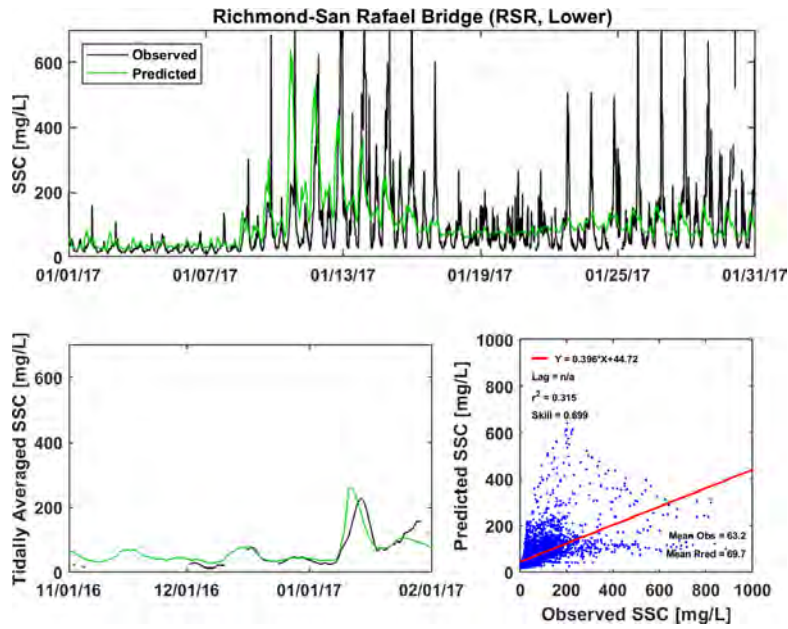 Richmond-San Rafael Bridge (RSR, Lower)
SSC [mg/L]
600
400
200
0
Observed
Predicted
01/01/17 01/07/17 01/13/17 01/19/17 01/25/17 01/31/17
Tidally Averaged SSC [mg/L]
600
400
200
0
11/01/16 12/01/16 01/01/17 02/01/17
Predicted SSC [mg/L]
1000
800
600
400
200
0
Y = 0.396*X+44.72
Lag = n/a
r² = 0.315
Skill = 0.699
Mean Obs = 63.2
Mean Rred = 69.7
0 200 400 600 800 1000
Observed SSC [mg/L]